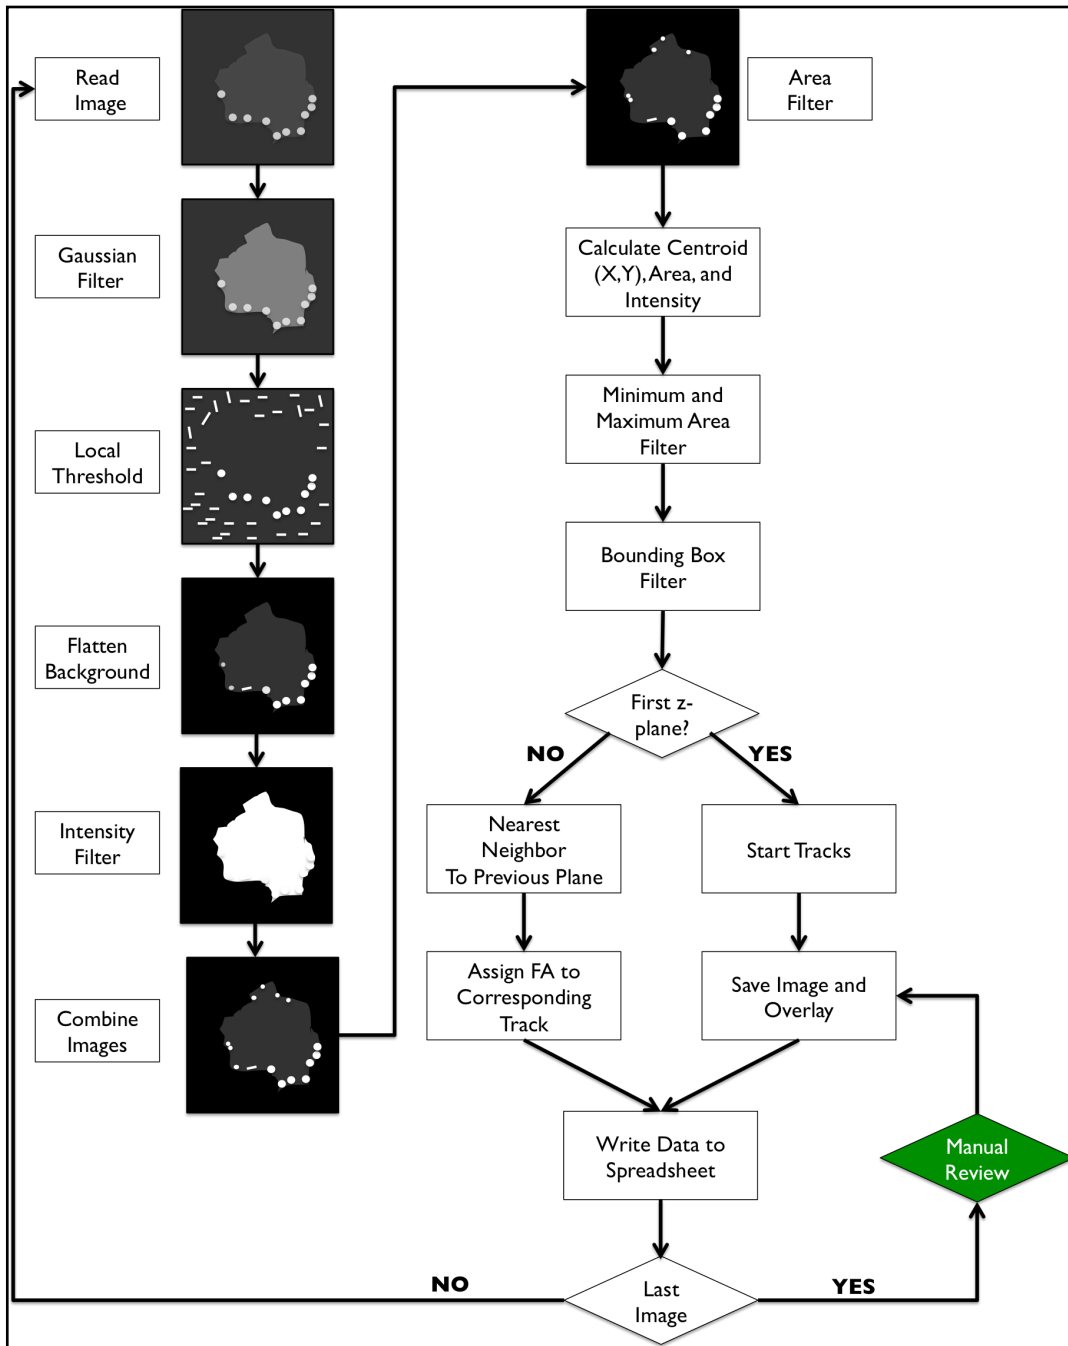 Read
Image
Gaussian
Filter
Local
Threshold
Flatten
Background
Intensity
Filter
Combine
Images
Area
Filter
Calculate Centroid
(X,Y), Area, and
Intensity
Minimum and
Maximum Area
Filter
Bounding Box
Filter
First z-
plane?
NO
YES
Nearest
Neighbor
To Previous Plane
Start Tracks
Assign FA to
Corresponding
Track
Save Image and
Overlay
Write Data to
Spreadsheet
Manual
Review
Last
Image
NO
YES